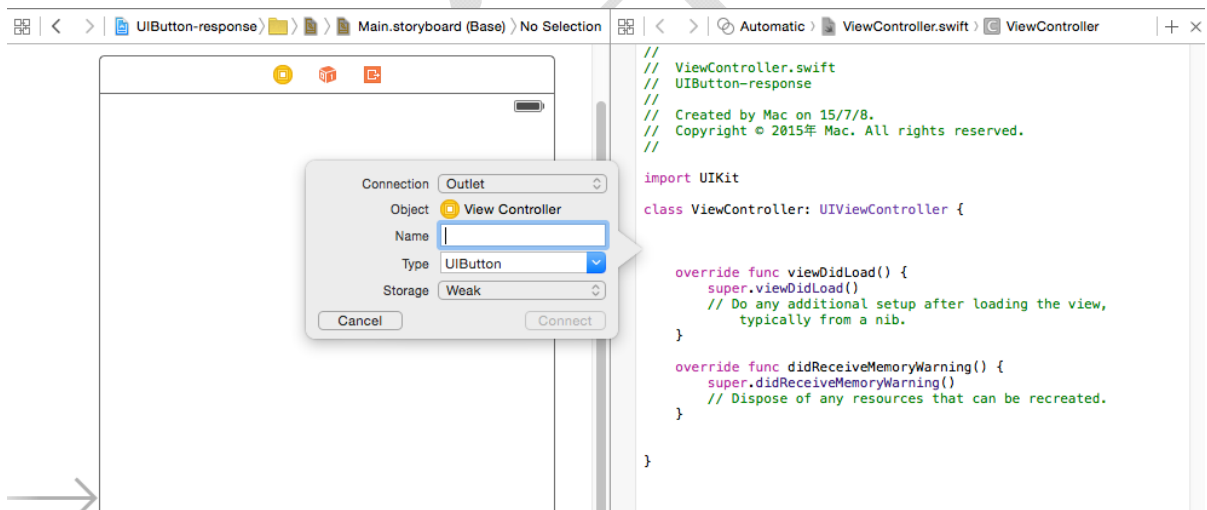 UIButton-response
Main.storyboard (Base)
No Selection
Automatic
ViewController.swift
C ViewController
Connection Outlet
Object View Controller
Name
Type UIButton
Storage Weak
Cancel Connect
//
// ViewController.swift
// UIButton-response
//
// Created by Mac on 15/7/8.
// Copyright © 2015年 Mac. All rights reserved.
//
import UIKit
class ViewController: UIViewController {
override func viewDidLoad() {
super.viewDidLoad()
// Do any additional setup after loading the view,
typically from a nib.
}
override func didReceiveMemoryWarning() {
super.didReceiveMemoryWarning()
// Dispose of any resources that can be recreated.
}
}